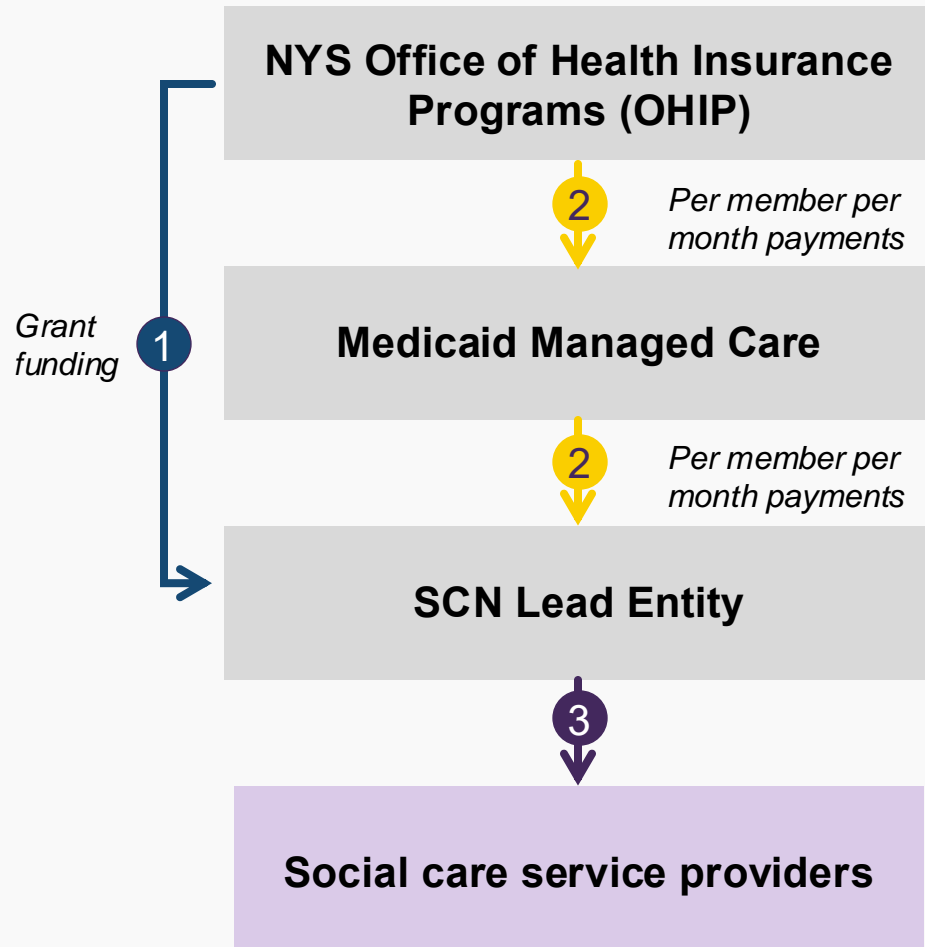 NYS Office of Health Insurance
Programs (OHIP)
2
Per member per
month payments
Grant
funding
1
Medicaid Managed Care
2
Per member per
month payments
SCN Lead Entity
3
Social care service providers